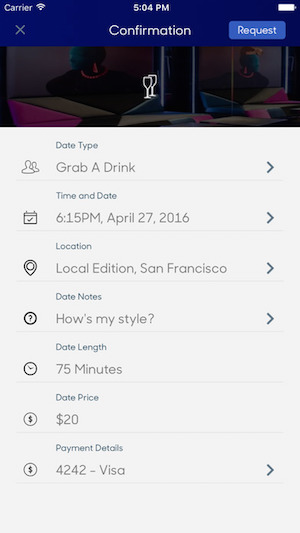 Carrier 5:04 PM
Confirmation Request
Date Type
Grab A Drink
Time and Date
6:15PM, April 27, 2016
Location
Local Edition, San Francisco
Date Notes
How's my style?
Date Length
75 Minutes
Date Price
$20
Payment Details
4242 - Visa